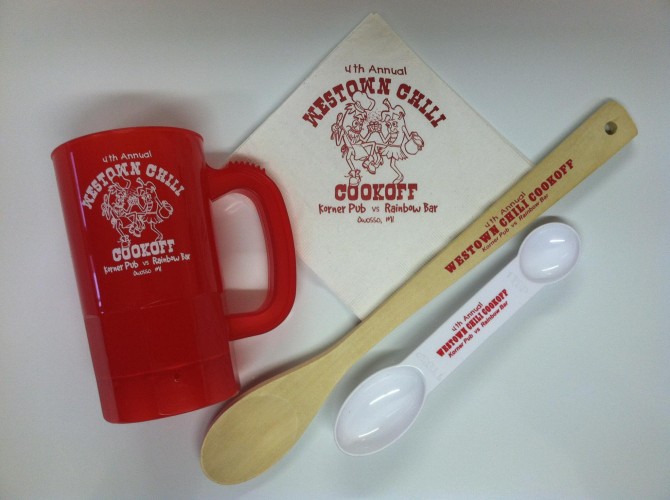 4th Annual
WESTOWN CHILI
COOKOFF
Korner Pub vs Rainbow Bar
Owosso, MI
4th Annual
WESTOWN CHILI
COOKOFF
Korner Pub vs Rainbow Bar
Owosso, MI
4th Annual
WESTOWN CHILI COOKOFF
Korner Pub vs Rainbow Bar
4th Annual
WESTOWN CHILI COOKOFF
Korner Pub vs Rainbow Bar